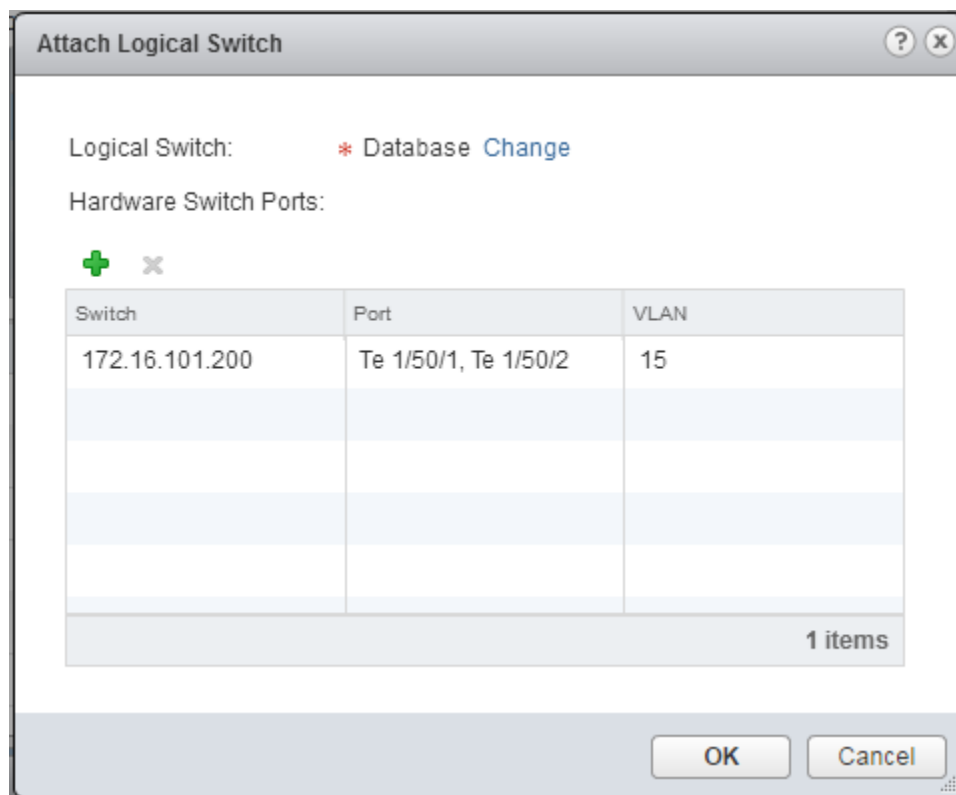 Attach Logical Switch ? x
Logical Switch: * Database Change
Hardware Switch Ports:
Switch Port VLAN
172.16.101.200 Te 1/50/1, Te 1/50/2 15
1 items
OK Cancel